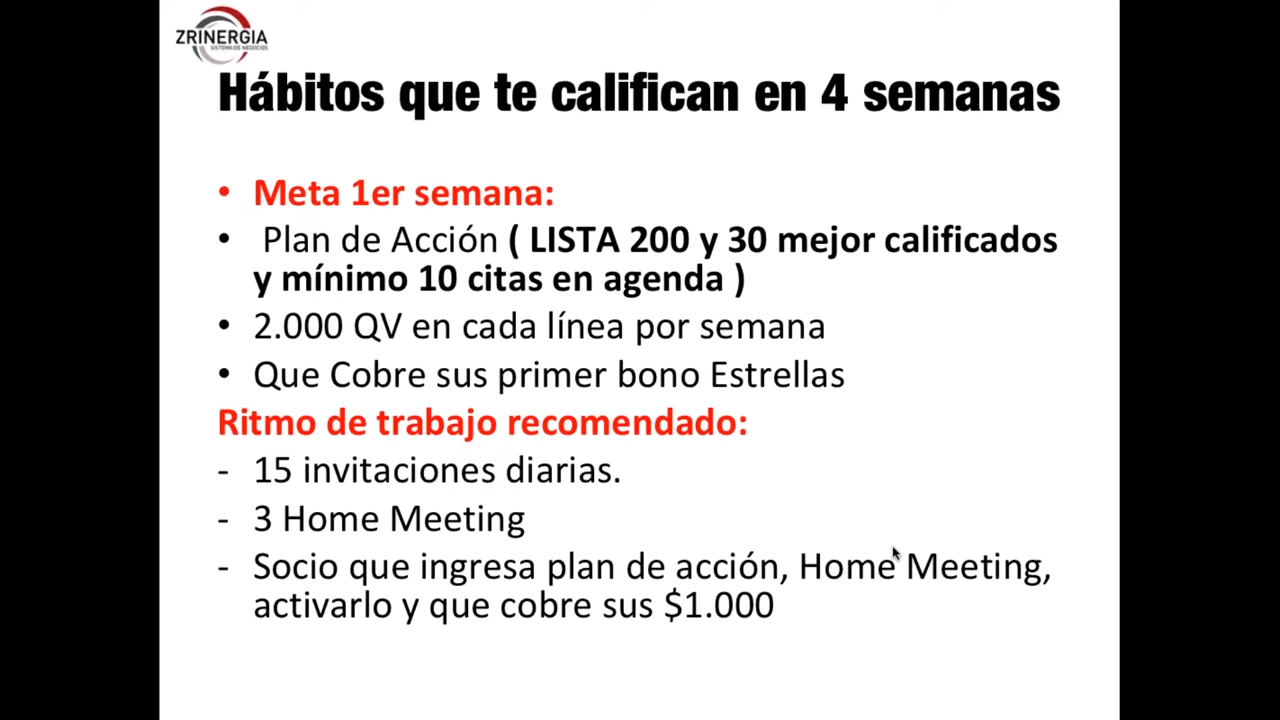 ZRINERGIA
SISTEMA DE NEGOCIOS
Hábitos que te califican en 4 semanas
• Meta 1er semana:
• Plan de Acción ( LISTA 200 y 30 mejor calificados
y mínimo 10 citas en agenda )
• 2.000 QV en cada línea por semana
• Que Cobre sus primer bono Estrellas
Ritmo de trabajo recomendado:
- 15 invitaciones diarias.
- 3 Home Meeting
- Socio que ingresa plan de acción, Home Meeting,
activarlo y que cobre sus $1.000